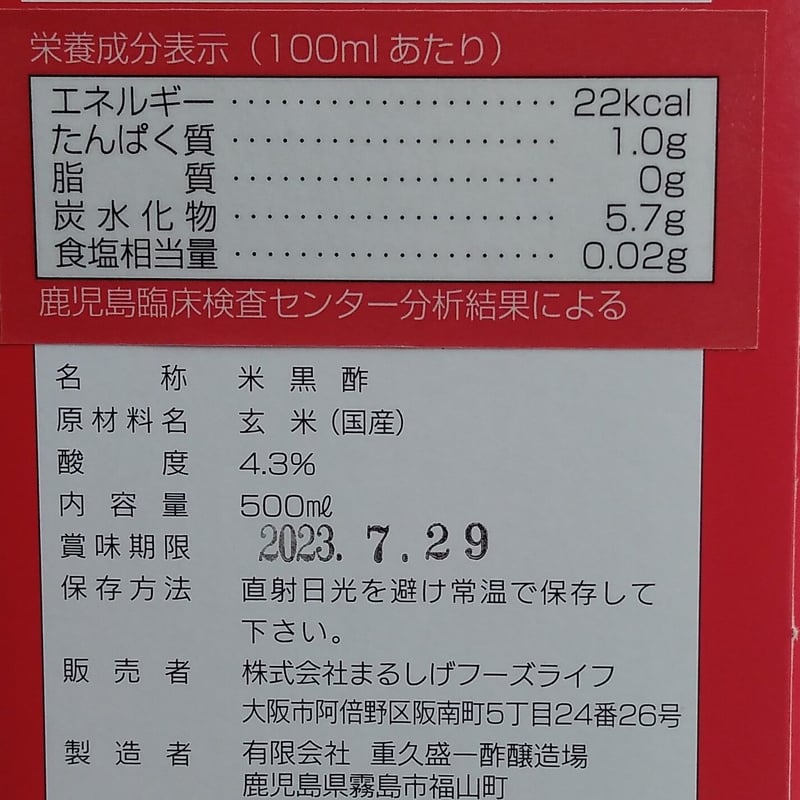 栄養成分表示（100mlあたり）
エネルギー‥‥‥‥‥‥‥‥‥‥22kcal
たんぱく質‥‥‥‥‥‥‥‥‥‥1.0g
脂質‥‥‥‥‥‥‥‥‥‥0g
炭水化物‥‥‥‥‥‥‥‥‥‥5.7g
食塩相当量‥‥‥‥‥‥‥‥‥‥0.02g
鹿児島臨床検査センター分析結果による
名称 米黒酢
原材料名 玄米（国産）
酸度 4.3%
内容量 500㎖
賞味期限 2023.7.29
保存方法 直射日光を避け常温で保存して
下さい。
販売者 株式会社まるしげフーズライフ
大阪市阿倍野区阪南町5丁目24番26号
製造者 有限会社 重久盛一酢醸造場
鹿児島県霧島市福山町